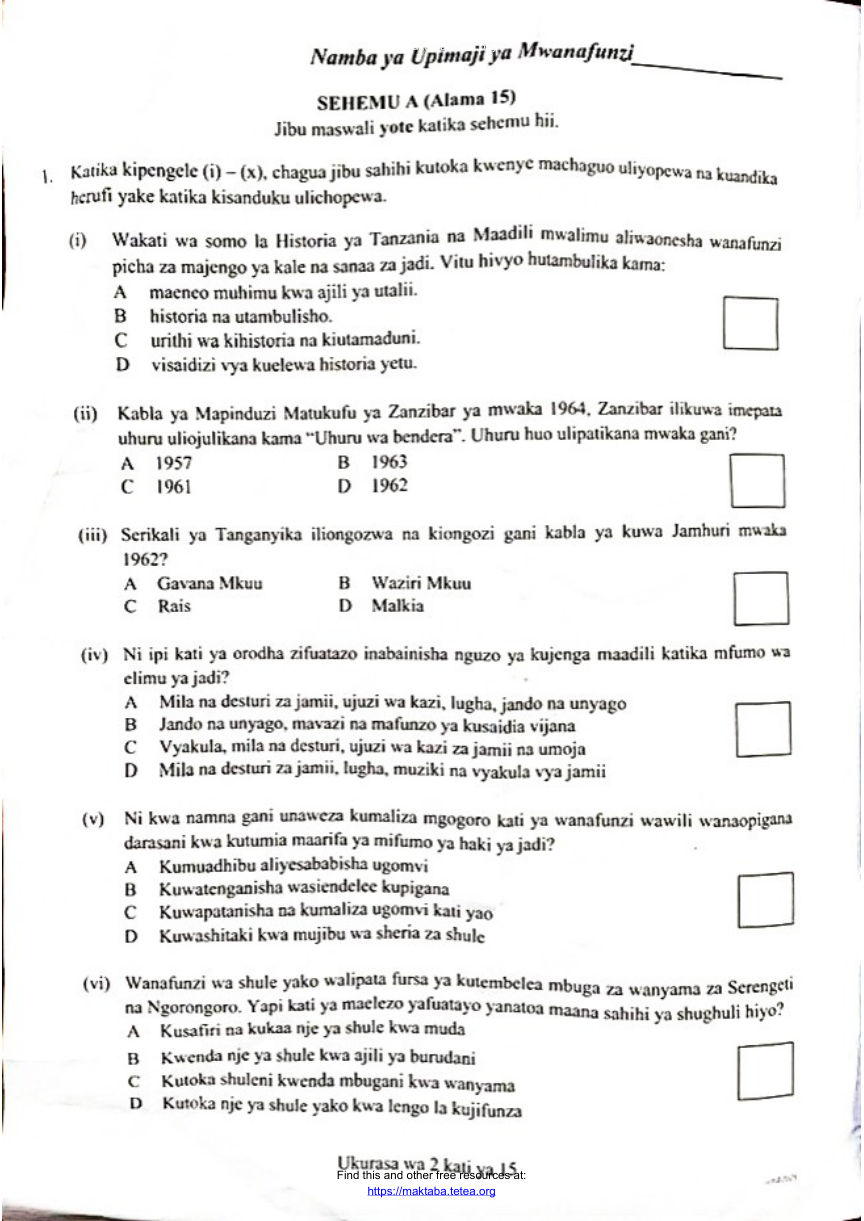 Namba ya Upimaji ya Mwanafunzi
SEHEMU A (Alama 15)
Jibu maswali yote katika sehemu hii.
1. Katika kipengele (i) – (x), chagua jibu sahihi kutoka kwenye machaguo uliyopewa na kuandika
herufi yake katika kisanduku ulichopewa.
(i) Wakati wa somo la Historia ya Tanzania na Maadili mwalimu aliwaonesha wanafunzi
picha za majengo ya kale na sanaa za jadi. Vitu hivyo hutambulika kama:
A maeneo muhimu kwa ajili ya utalii.
B historia na utambulisho.
C urithi wa kihistoria na kiutamaduni.
D visaidizi vya kuelewa historia yetu.
(ii) Kabla ya Mapinduzi Matukufu ya Zanzibar ya mwaka 1964, Zanzibar ilikuwa imepata
uhuru uliojulikana kama “Uhuru wa bendera”. Uhuru huo ulipatikana mwaka gani?
A 1957 B 1963
C 1961 D 1962
(iii) Serikali ya Tanganyika iliongozwa na kiongozi gani kabla ya kuwa Jamhuri mwaka
1962?
A Gavana Mkuu B Waziri Mkuu
C Rais D Malkia
(iv) Ni ipi kati ya orodha zifuatazo inabainisha nguzo ya kujenga maadili katika mfumo wa
elimu ya jadi?
A Mila na desturi za jamii, ujuzi wa kazi, lugha, jando na unyago
B Jando na unyago, mavazi na mafunzo ya kusaidia vijana
C Vyakula, mila na desturi, ujuzi wa kazi za jamii na umoja
D Mila na desturi za jamii, lugha, muziki na vyakula vya jamii
(v) Ni kwa namna gani unaweza kumaliza mgogoro kati ya wanafunzi wawili wanaopigana
darasani kwa kutumia maarifa ya mifumo ya haki ya jadi?
A Kumuadhibu aliyesababisha ugomvi
B Kuwatenganisha wasiendelee kupigana
C Kuwapatanisha na kumaliza ugomvi kati yao
D Kuwashitaki kwa mujibu wa sheria za shule
(vi) Wanafunzi wa shule yako walipata fursa ya kutembelea mbuga za wanyama za Serengeti
na Ngorongoro. Yapi kati ya maelezo yafuatayo yanatoa maana sahihi ya shughuli hiyo?
A Kusafiri na kukaa nje ya shule kwa muda
B Kwenda nje ya shule kwa ajili ya burudani
C Kutoka shuleni kwenda mbugani kwa wanyama
D Kutoka nje ya shule yako kwa lengo la kujifunza
Ukurasa wa 2 kati ya 15
Find this and other free resources at:
https://maktaba.tetea.org